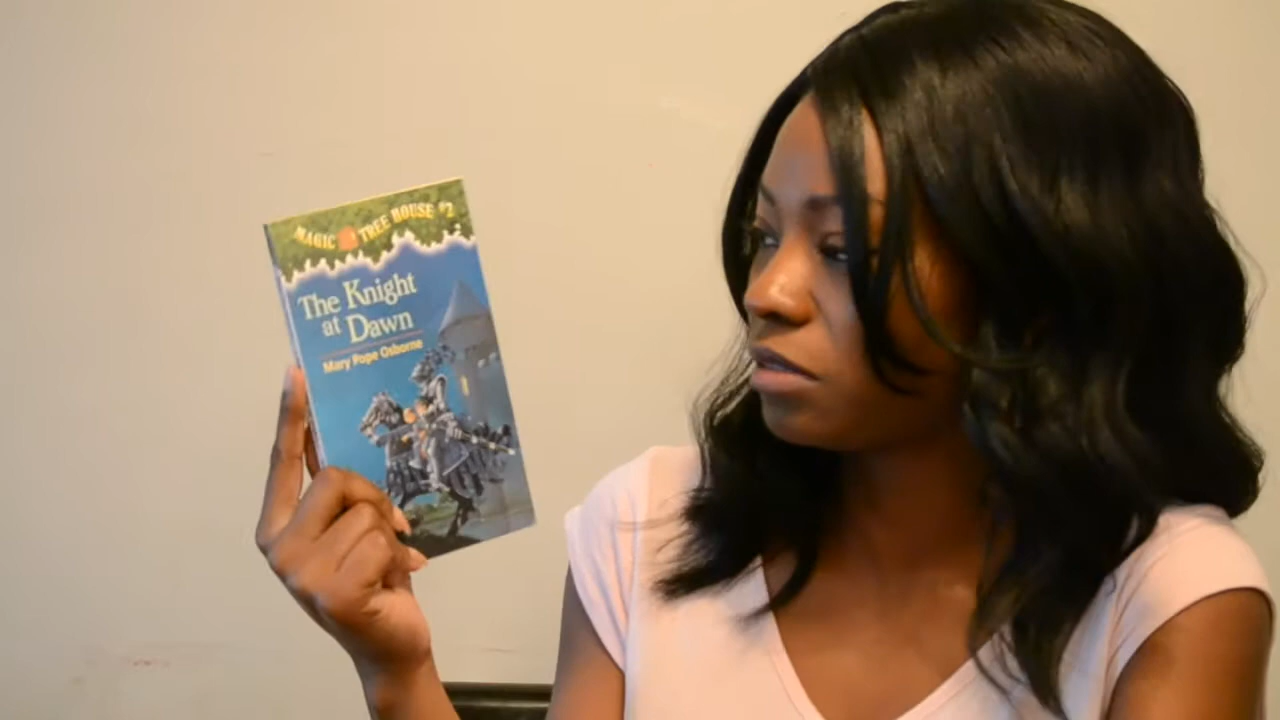 MAGIC TREE HOUSE #2
The Knight
at Dawn
Mary Pope Osborne